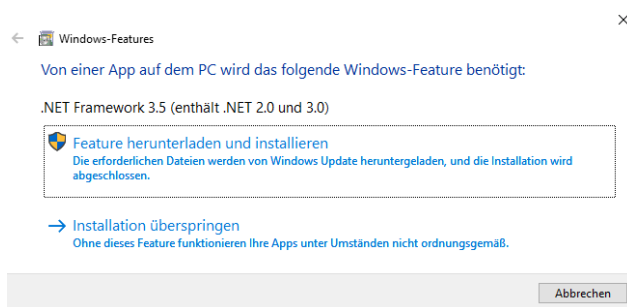 Windows-Features
Von einer App auf dem PC wird das folgende Windows-Feature benötigt:
.NET Framework 3.5 (enthält .NET 2.0 und 3.0)
Feature herunterladen und installieren
Die erforderlichen Dateien werden von Windows Update heruntergeladen, und die Installation wird
abgeschlossen.
Installation überspringen
Ohne dieses Feature funktionieren Ihre Apps unter Umständen nicht ordnungsgemäß.
Abbrechen